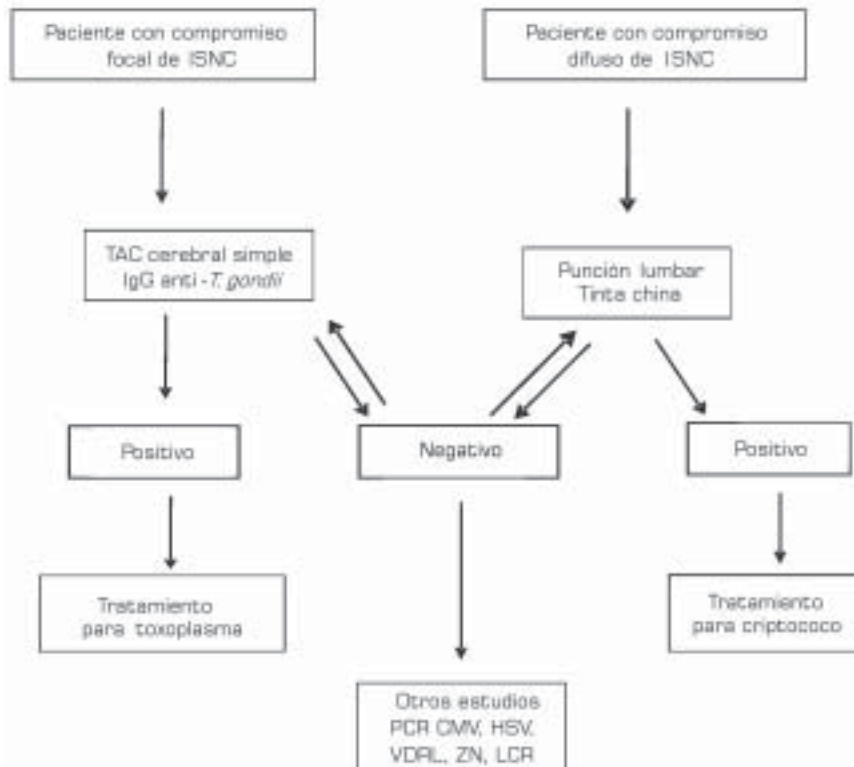 Paciente con compromiso
focal de ISNC
Paciente con compromiso
difuso de ISNC
TAC cerebral simple
IgG anti -T. gondii
Punción lumbar
Tinta china
Positivo
Negativo
Positivo
Tratamiento
para toxoplasma
Tratamiento
para criptococo
Otros estudios
PCR CMV, HSV,
VDRL, ZN, LCR